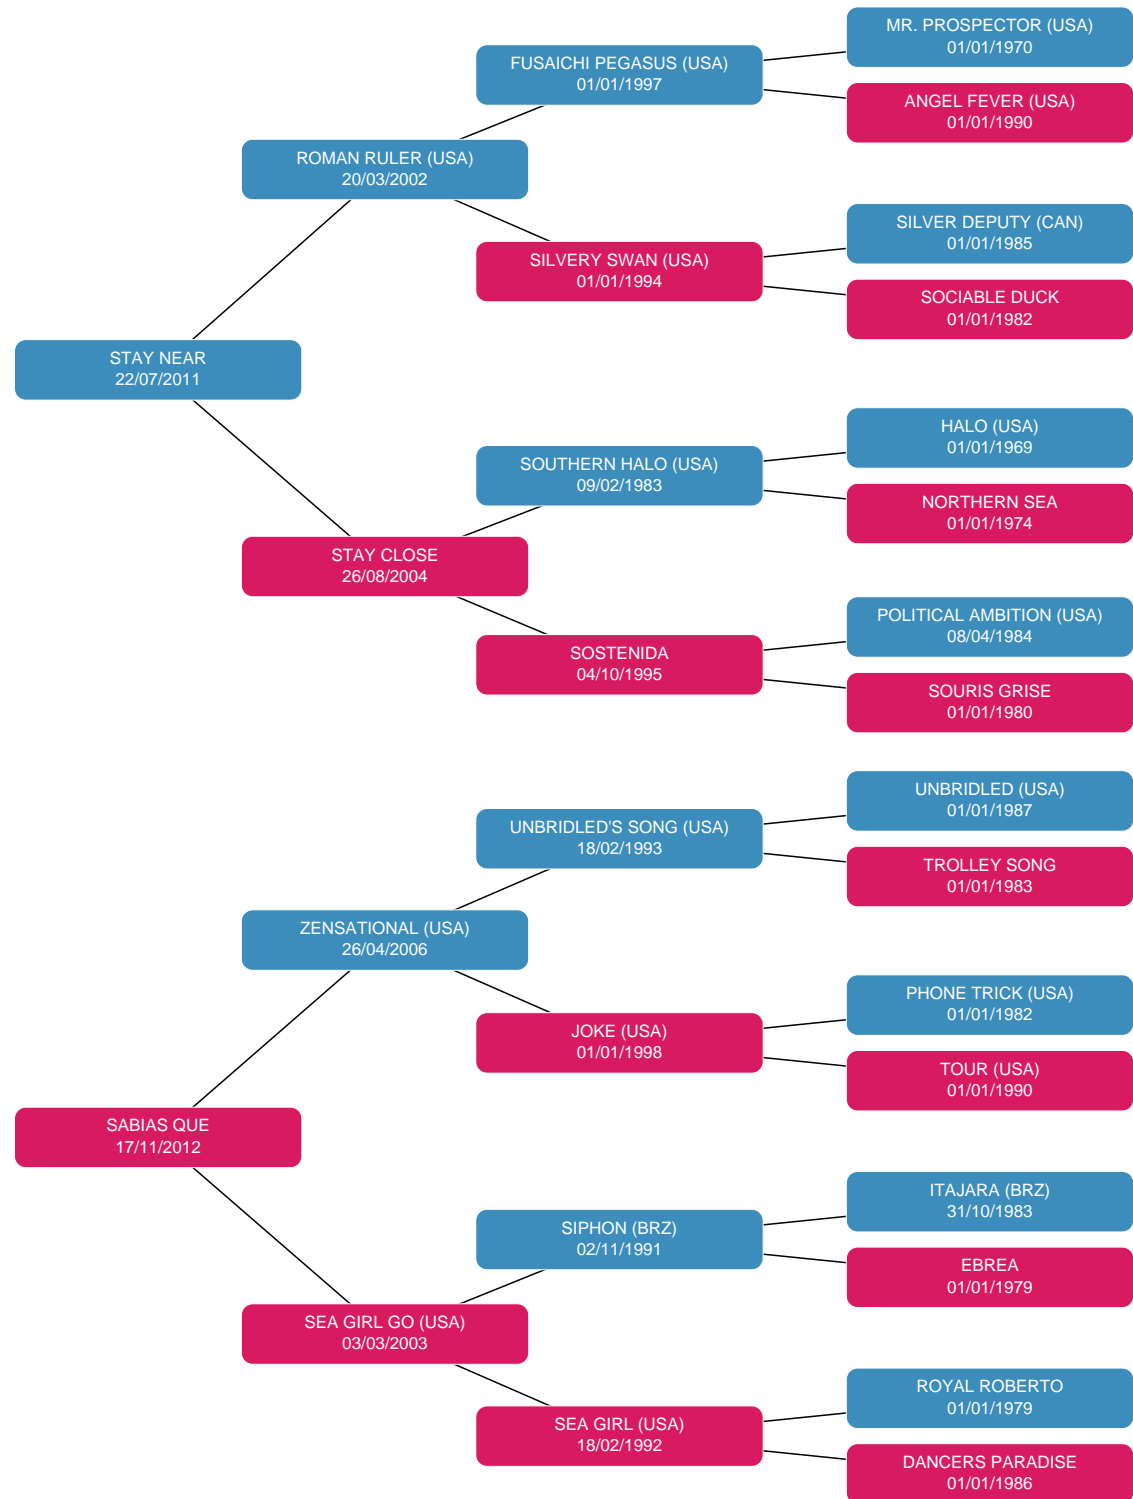 MR. PROSPECTOR (USA)
01/01/1970
FUSAICHI PEGASUS (USA)
01/01/1997
ANGEL FEVER (USA)
01/01/1990
ROMAN RULER (USA)
20/03/2002
SILVER DEPUTY (CAN)
01/01/1985
SILVERY SWAN (USA)
01/01/1994
SOCIABLE DUCK
01/01/1982
STAY NEAR
22/07/2011
HALO (USA)
01/01/1969
SOUTHERN HALO (USA)
09/02/1983
NORTHERN SEA
01/01/1974
STAY CLOSE
26/08/2004
POLITICAL AMBITION (USA)
08/04/1984
SOSTENIDA
04/10/1995
SOURIS GRISE
01/01/1980
UNBRIDLED (USA)
01/01/1987
UNBRIDLED'S SONG (USA)
18/02/1993
TROLLEY SONG
01/01/1983
ZENSATIONAL (USA)
26/04/2006
PHONE TRICK (USA)
01/01/1982
JOKE (USA)
01/01/1998
TOUR (USA)
01/01/1990
SABIAS QUE
17/11/2012
ITAJARA (BRZ)
31/10/1983
SIPHON (BRZ)
02/11/1991
EBREA
01/01/1979
SEA GIRL GO (USA)
03/03/2003
ROYAL ROBERTO
01/01/1979
SEA GIRL (USA)
18/02/1992
DANCERS PARADISE
01/01/1986